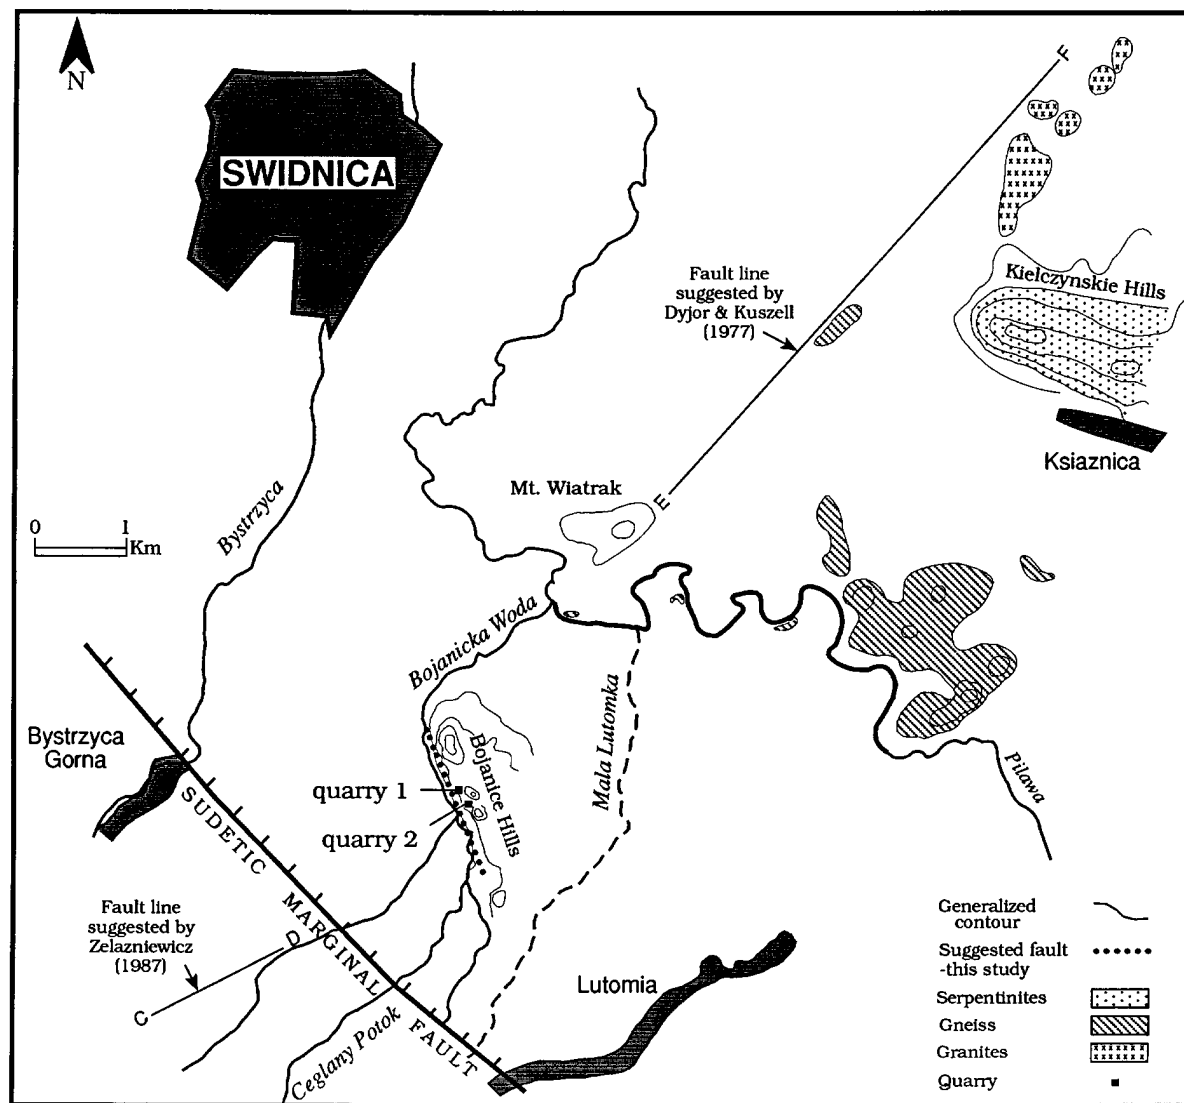 N
SWIDNICA
F
Fault line
suggested by
Dyjor & Kuszell
(1977)
Kiełczynskie Hills
Ksiaznica
Mt. Wiatrak
E
0 1
Km
Bystrzyca
Bojanicka Woda
Mala Lutomka
Pilawa
Bystrzyca
Gorna
Bojanice Hills
quarry 1
quarry 2
SUDETIC MARGINAL FAULT
Fault line
suggested by
Zelazniewicz
(1987)
D
C
Ceglany Potok
Lutomia
Generalized
contour
Suggested fault
-this study
Serpentinites
Gneiss
Granites
Quarry